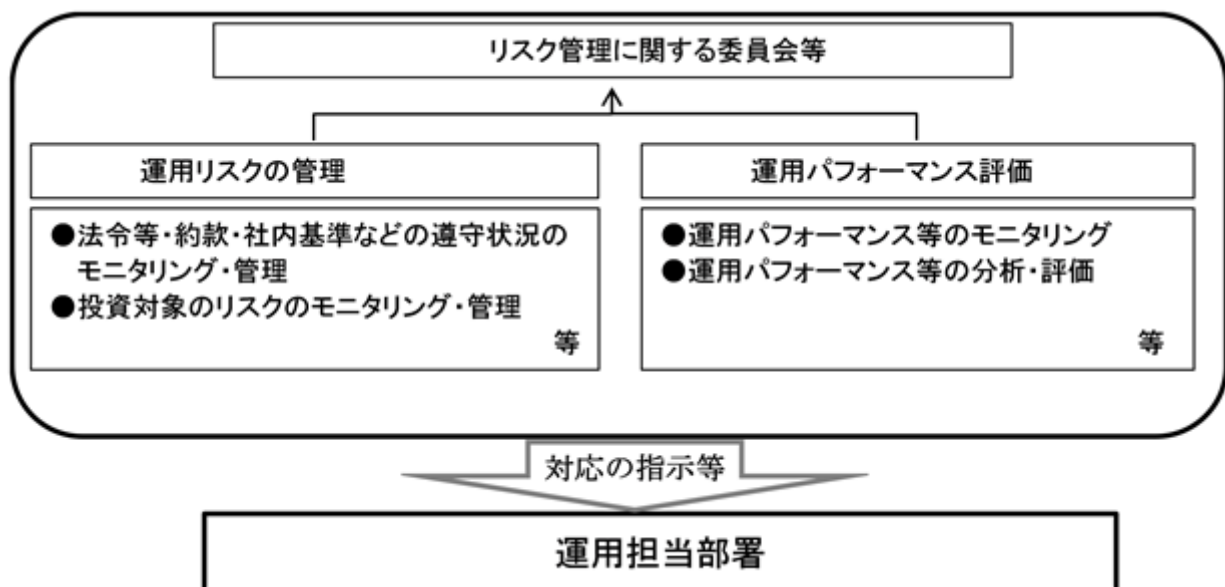 リスク管理に関する委員会等
運用リスクの管理
●法令等・約款・社内基準などの遵守状況の
モニタリング・管理
●投資対象のリスクのモニタリング・管理
等
運用パフォーマンス評価
●運用パフォーマンス等のモニタリング
●運用パフォーマンス等の分析・評価
等
対応の指示等
運用担当部署